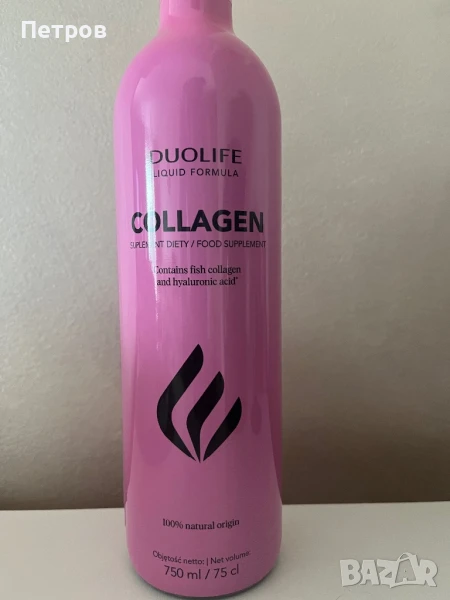 Петров
DUOLIFE
LIQUID FORMULA
COLLAGEN
SUPLEMENT DIETY / FOOD SUPPLEMENT
Contains fish collagen
and hyaluronic acid*
100% natural origin
Objętość netto: | Net volume
750 ml / 75 cl
BAZAR